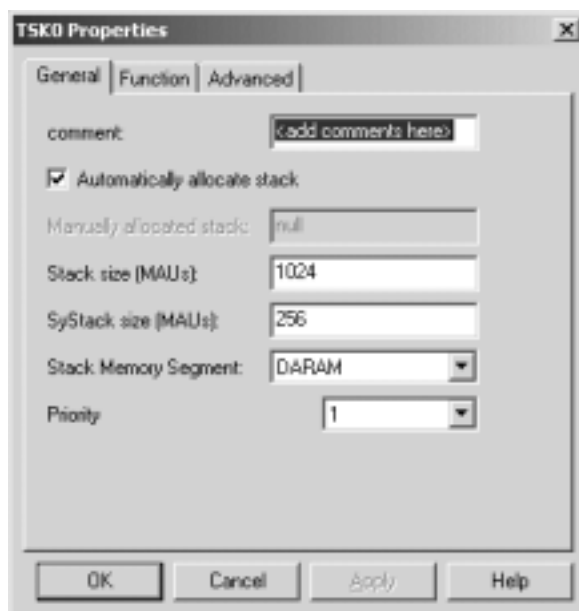 TSK0 Properties
General Function Advanced
comment: <add comments here>
Automatically allocate stack
Manually allocated stack: null
Stack size (MAUs): 1024
SyStack size (MAUs): 256
Stack Memory Segment: DARAM
Priority 1
OK Cancel Apply Help